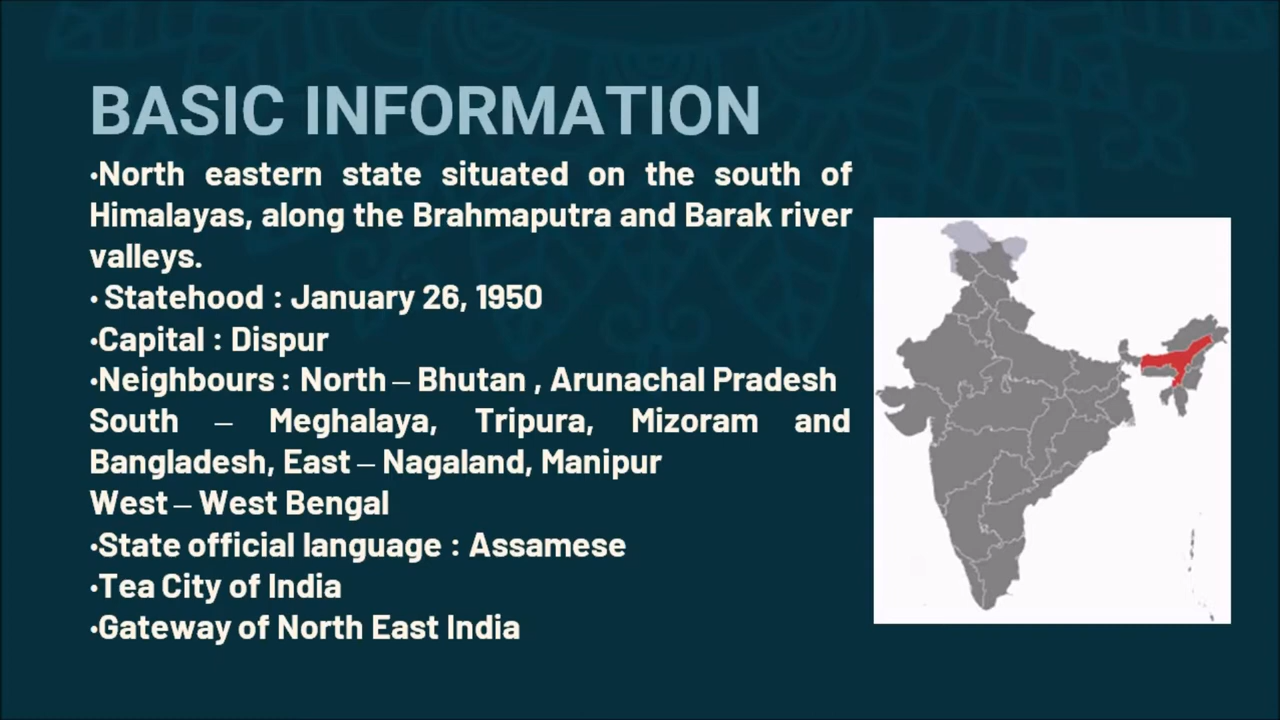 BASIC INFORMATION
•North eastern state situated on the south of
Himalayas, along the Brahmaputra and Barak river
valleys.
• Statehood : January 26, 1950
•Capital : Dispur
•Neighbours : North – Bhutan , Arunachal Pradesh
South – Meghalaya, Tripura, Mizoram and
Bangladesh, East – Nagaland, Manipur
West – West Bengal
•State official language : Assamese
•Tea City of India
•Gateway of North East India